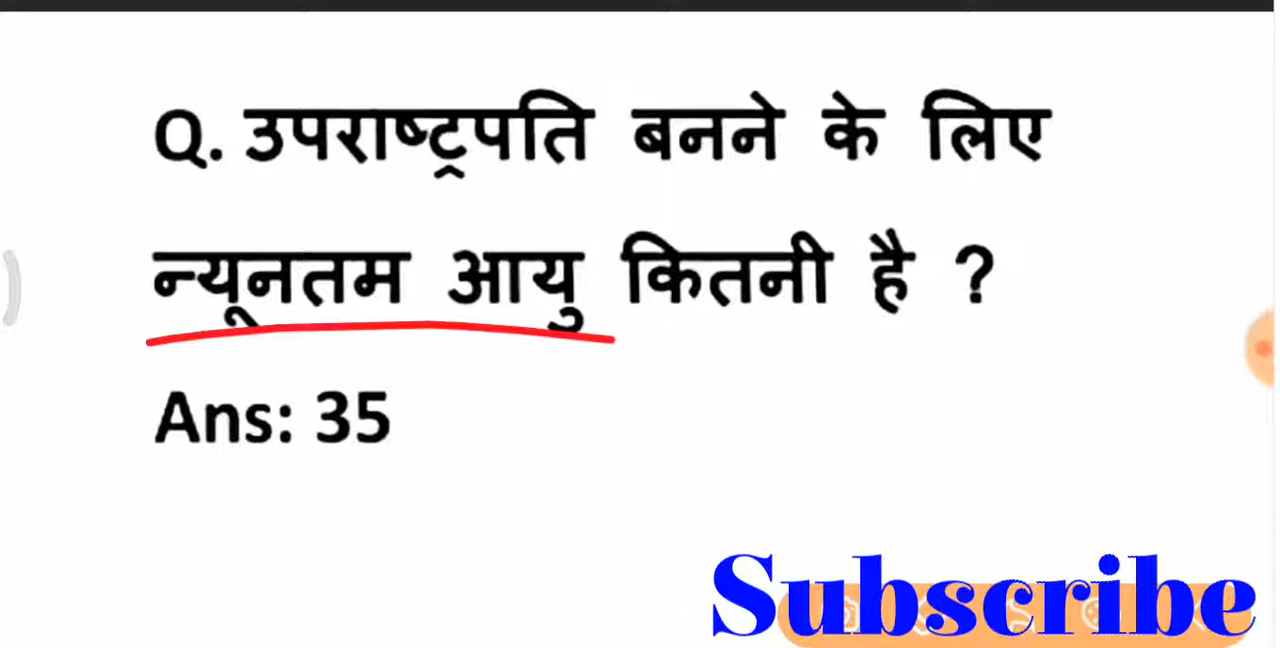 Q. उपराष्ट्रपति बनने के लिए
न्यूनतम आयु कितनी है ?
Ans: 35
Subscribe